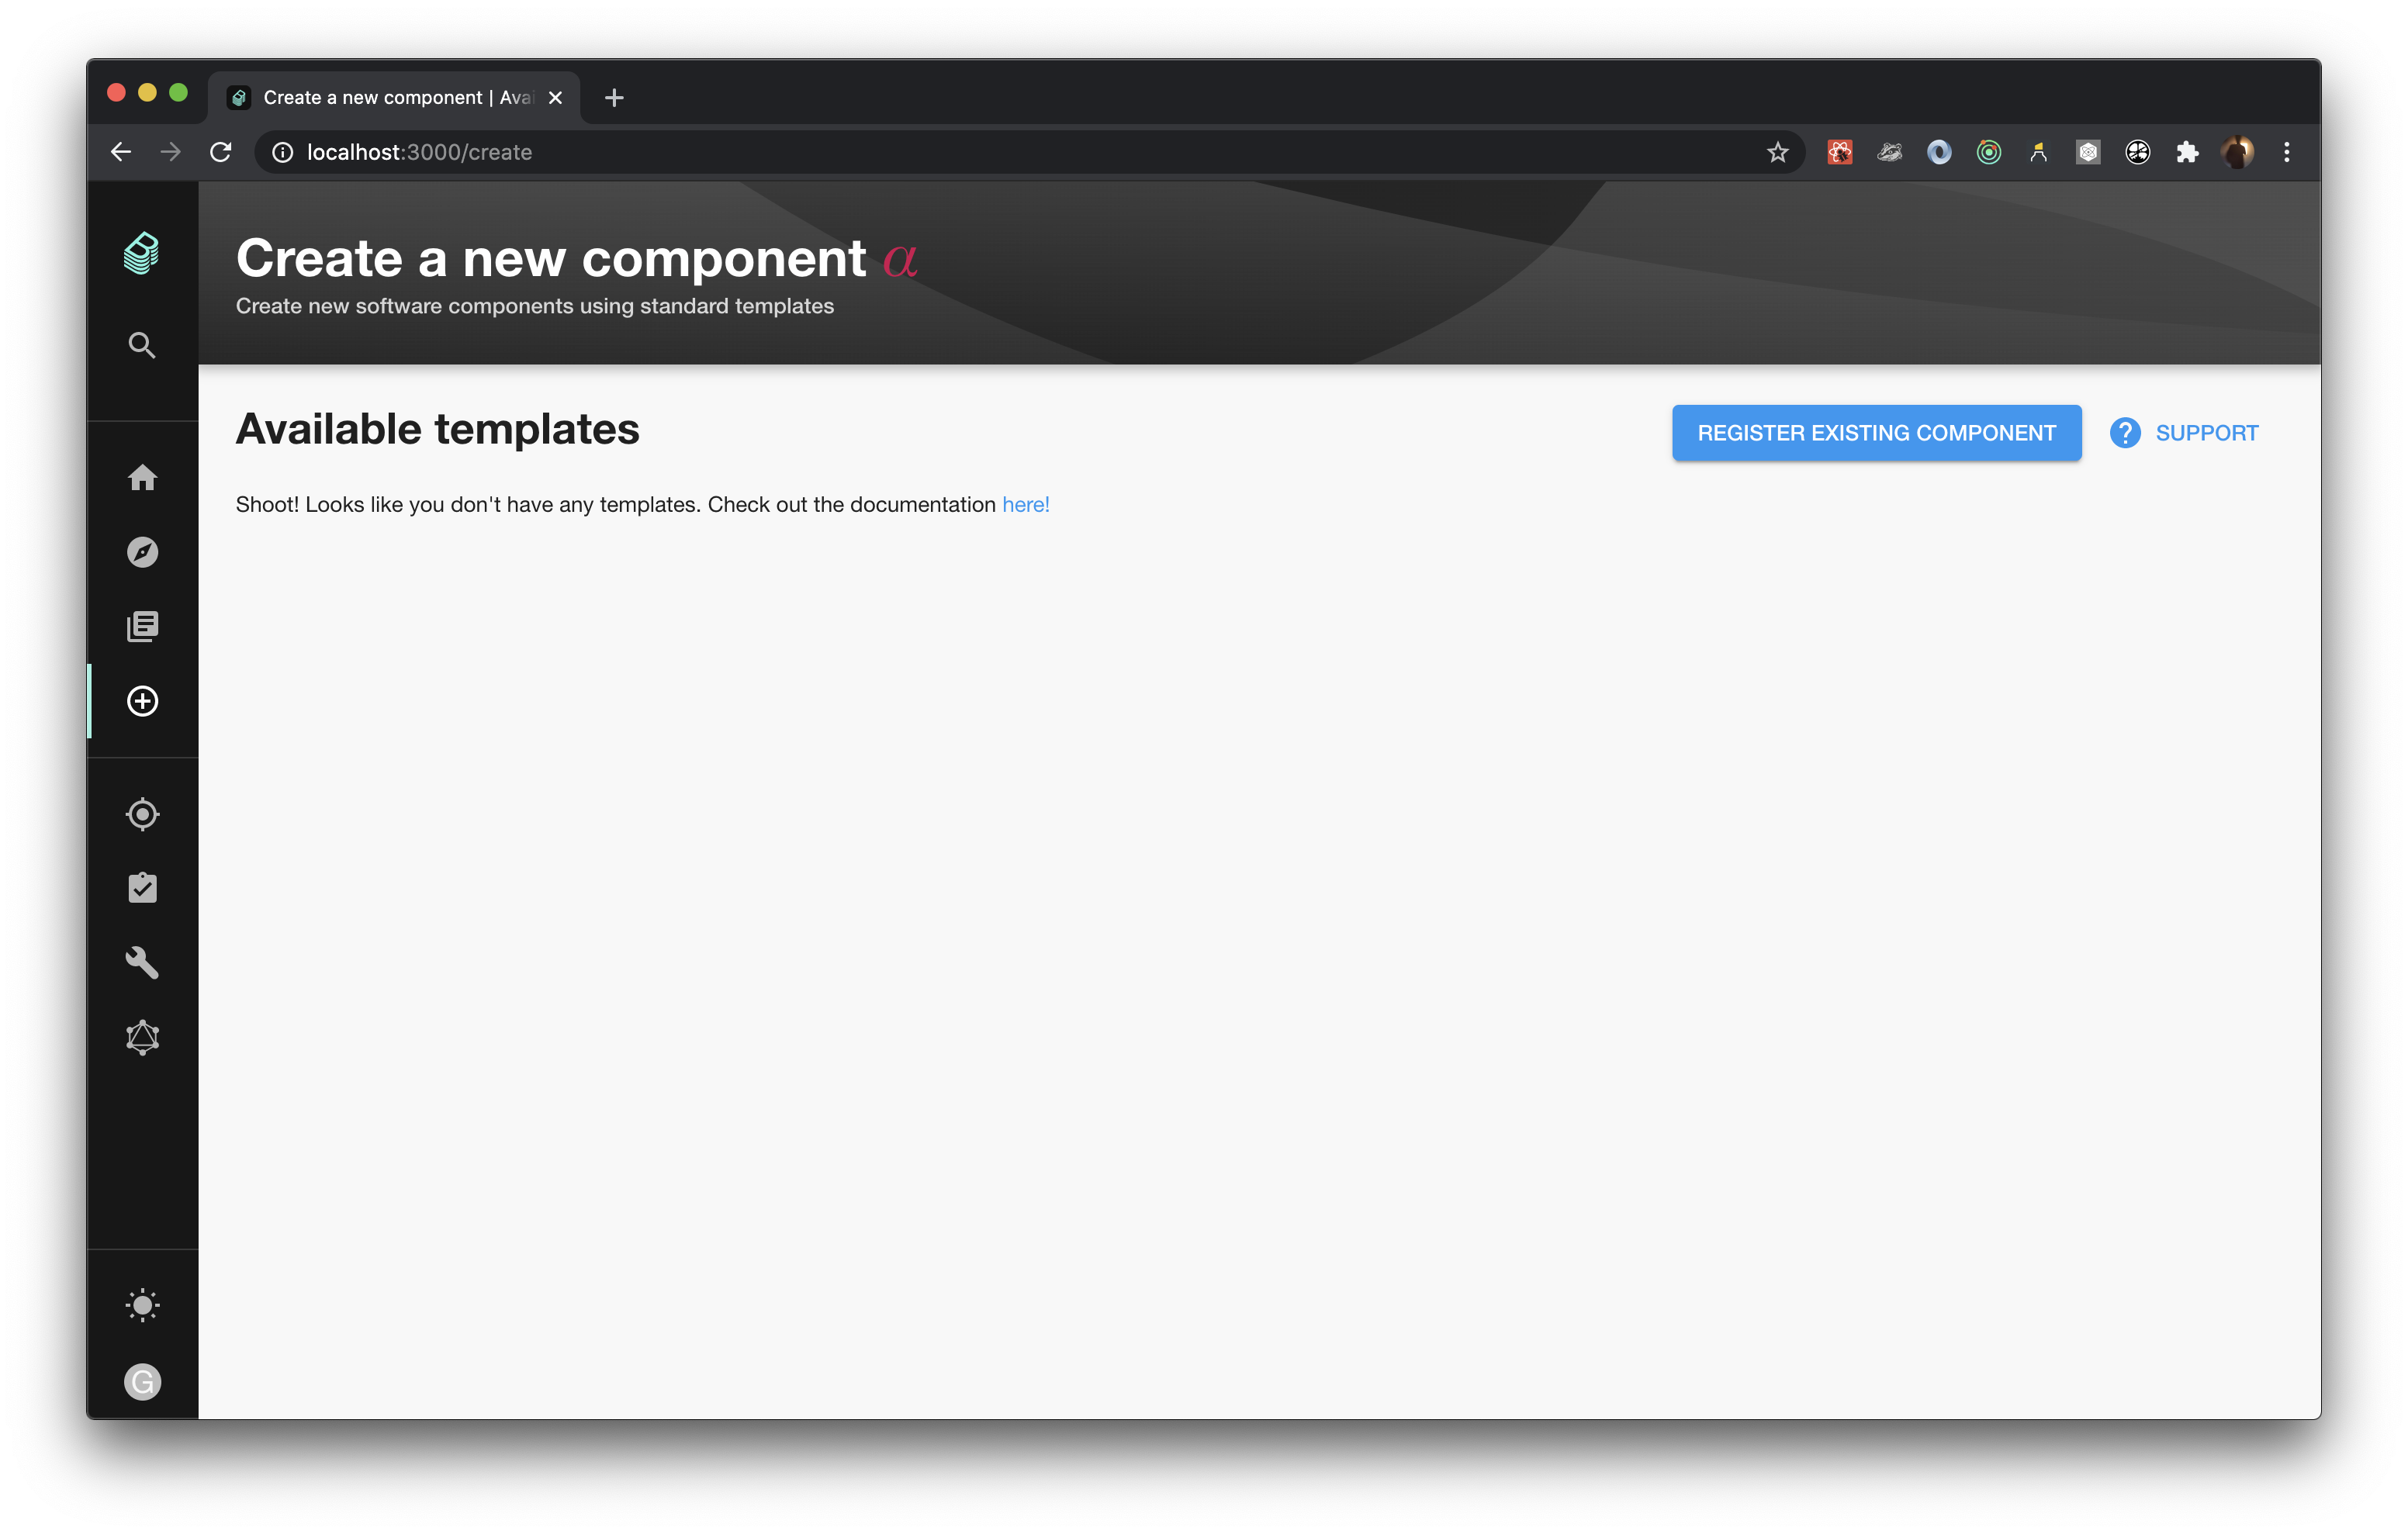 Create a new component | Avai
localhost:3000/create
Create a new component α
Create new software components using standard templates
Available templates
REGISTER EXISTING COMPONENT
? SUPPORT
Shoot! Looks like you don't have any templates. Check out the documentation here!
G